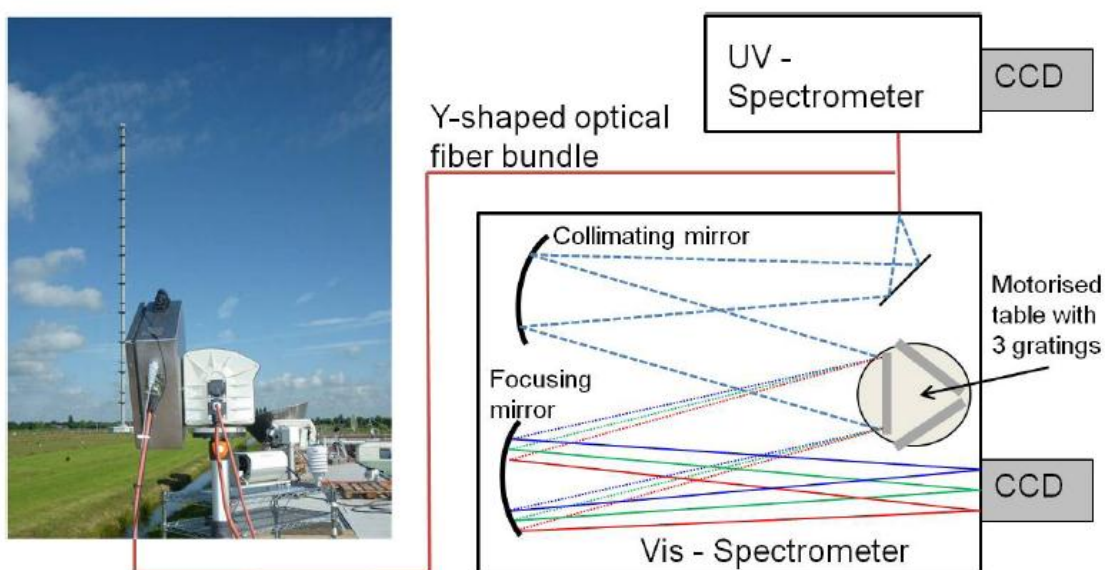 UV -
Spectrometer
CCD
Y-shaped optical
fiber bundle
Collimating mirror
Motorised
table with
3 gratings
Focusing
mirror
CCD
Vis - Spectrometer